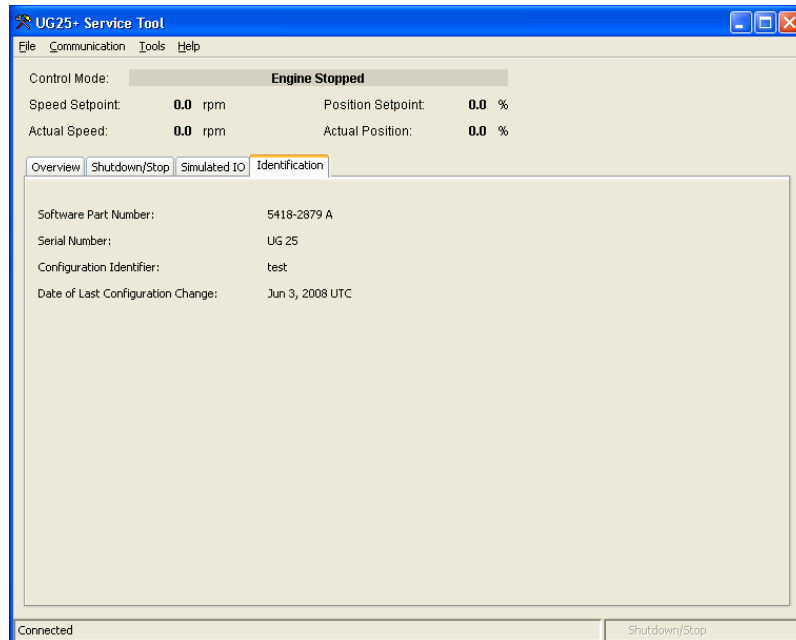 UG25+ Service Tool
File Communication Tools Help
Control Mode: Engine Stopped
Speed Setpoint: 0.0 rpm Position Setpoint: 0.0 %
Actual Speed: 0.0 rpm Actual Position: 0.0 %
Overview Shutdown/Stop Simulated IO Identification
Software Part Number: 5418-2879 A
Serial Number: UG 25
Configuration Identifier: test
Date of Last Configuration Change: Jun 3, 2008 UTC
Connected Shutdown/Stop